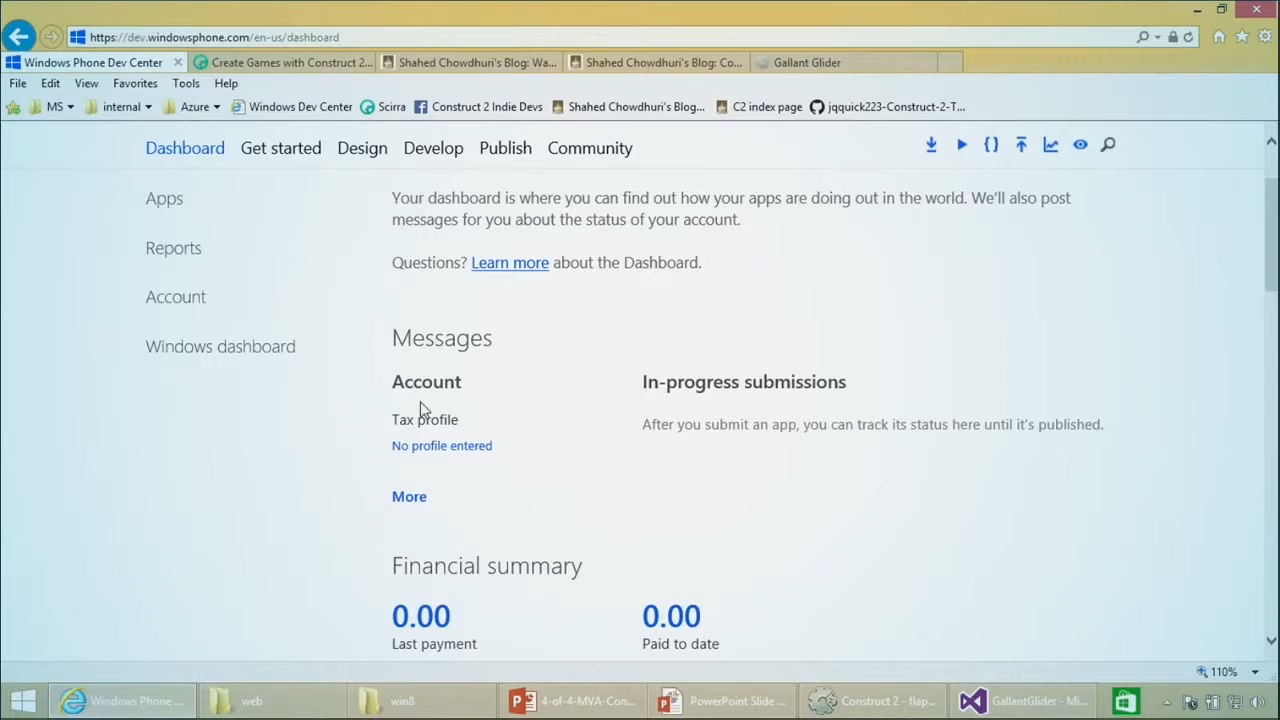 https://dev.windowsphone.com/en-us/dashboard
Windows Phone Dev Center
Create Games with Construct 2...
Shahed Chowdhuri's Blog: Wa...
Shahed Chowdhuri's Blog: Co...
Gallant Glider
File Edit View Favorites Tools Help
MS internal Azure Windows Dev Center Scirra Construct 2 Indie Devs Shahed Chowdhuri's Blog... C2 index page jqquick223-Construct-2-T...
Dashboard Get started Design Develop Publish Community
Apps
Reports
Account
Windows dashboard
Your dashboard is where you can find out how your apps are doing out in the world. We'll also post
messages for you about the status of your account.
Questions? Learn more about the Dashboard.
Messages
Account
Tax profile
No profile entered
More
In-progress submissions
After you submit an app, you can track its status here until it's published.
Financial summary
0.00
Last payment
0.00
Paid to date
110%
Windows Phone ... web win8 4-of-4-MVA-Con... PowerPoint Slide ... Construct 2 - flap... GallantGlider - Mi...